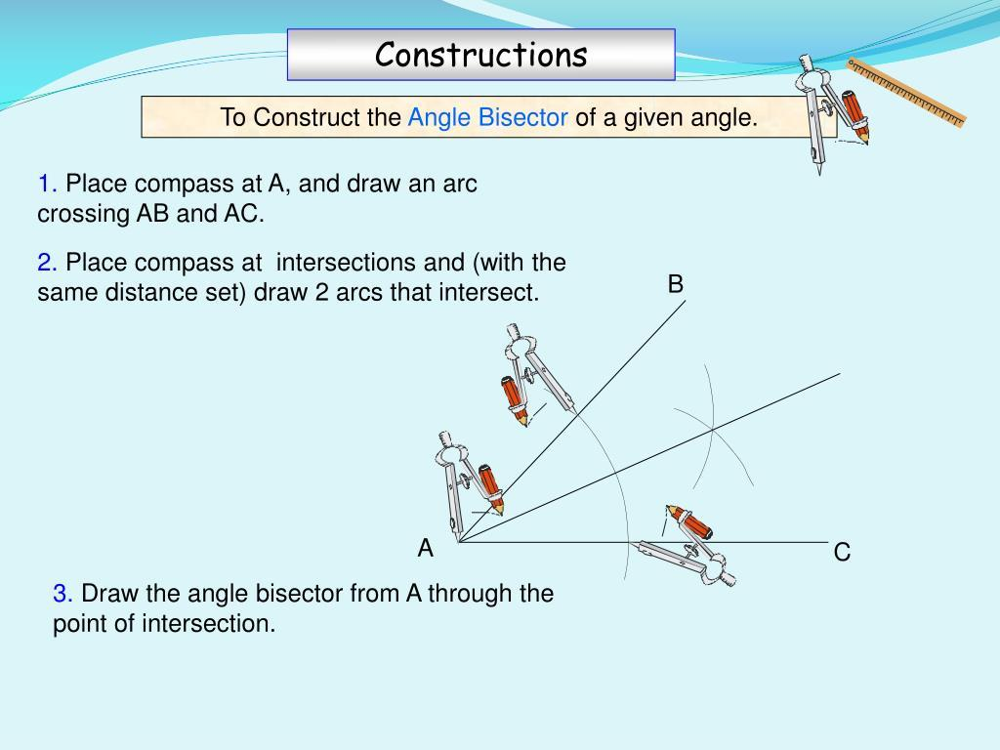 Constructions
To Construct the Angle Bisector of a given angle.
1. Place compass at A, and draw an arc
crossing AB and AC.
2. Place compass at  intersections and (with the
same distance set) draw 2 arcs that intersect.
B
A
C
3. Draw the angle bisector from A through the
point of intersection.